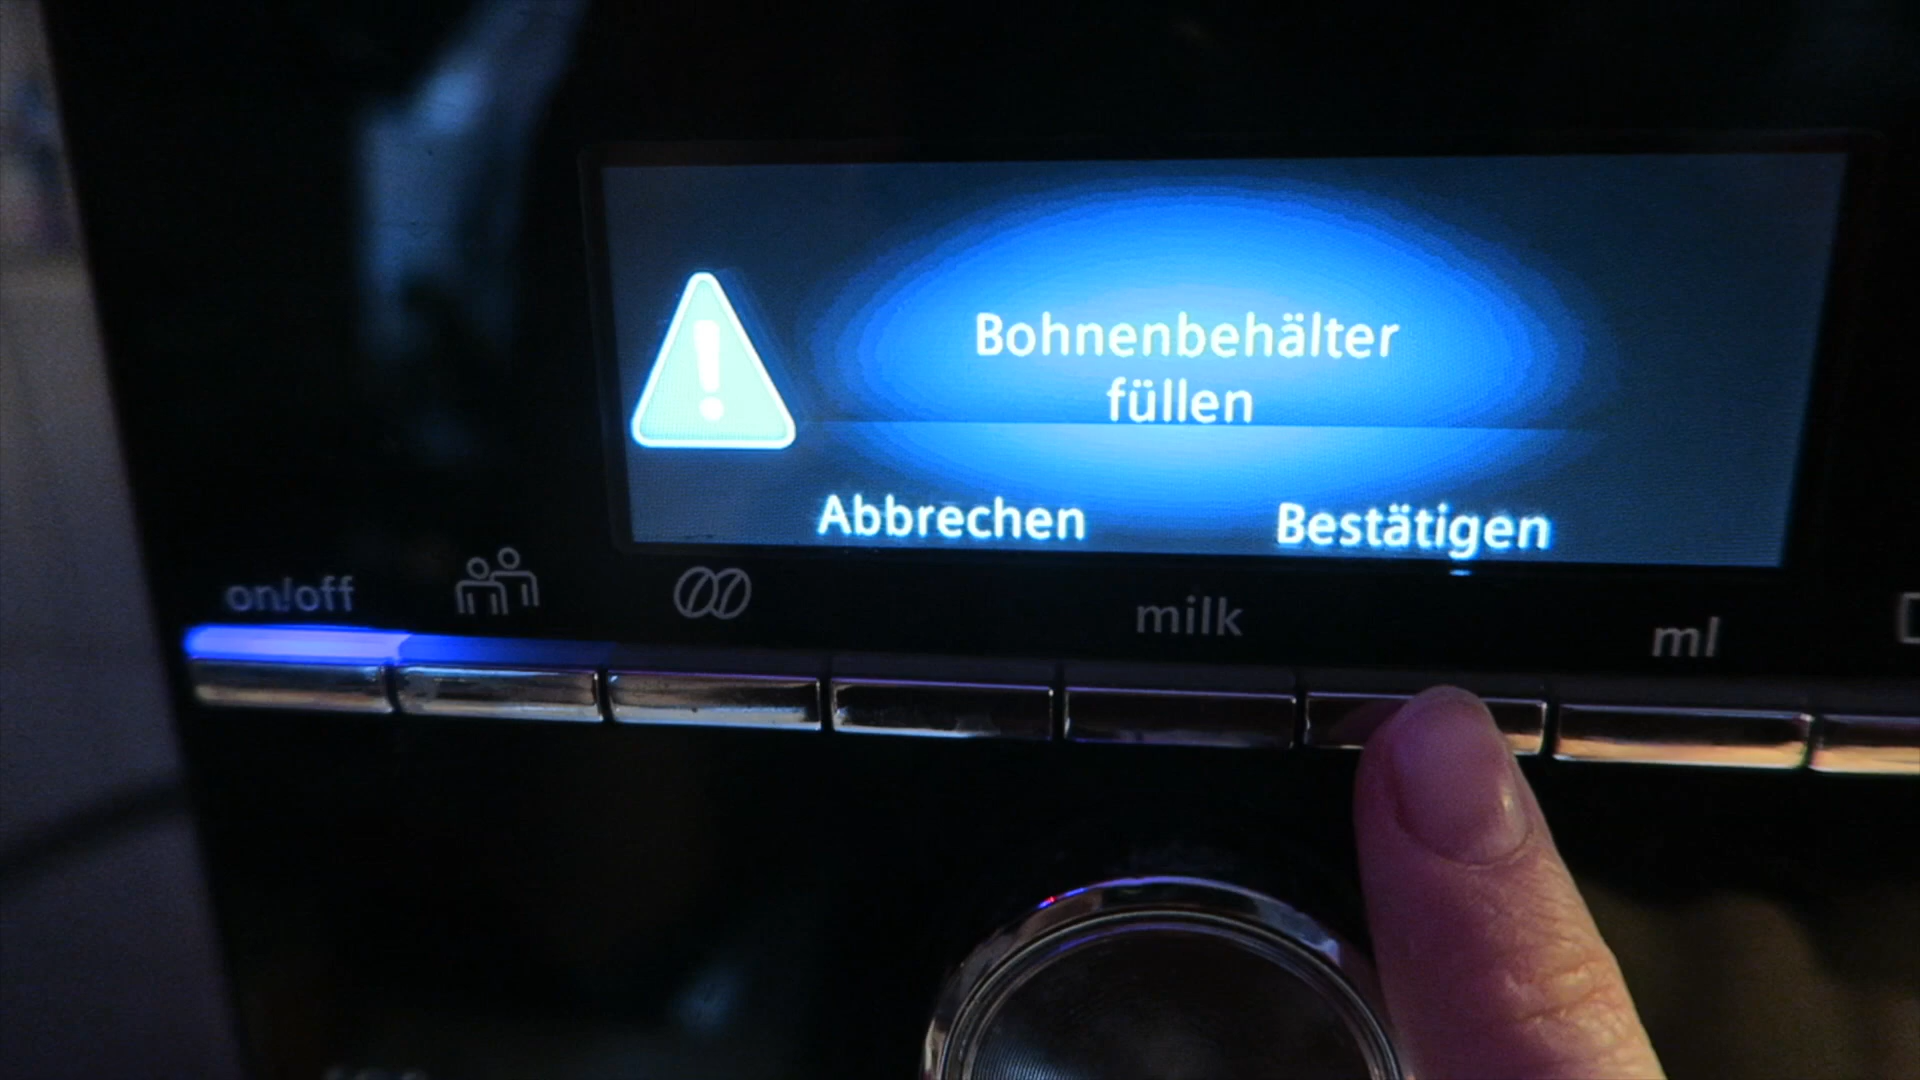 Bohnenbehälter
füllen
Abbrechen Bestätigen
on/off
milk
ml